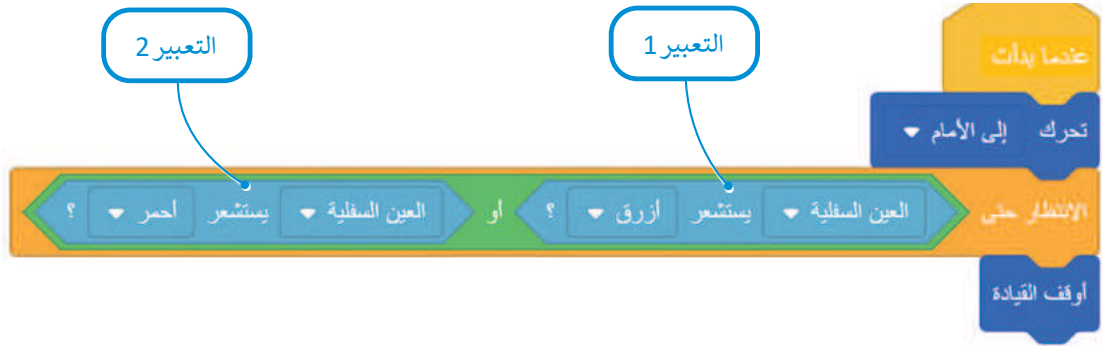 التعبير 1
التعبير 2
عندما بدأت
تحرك إلى الأمام
الانتظار حتى العين السفلية يستشعر أزرق ؟ أو العين السفلية يستشعر أحمر ؟
أوقف القيادة